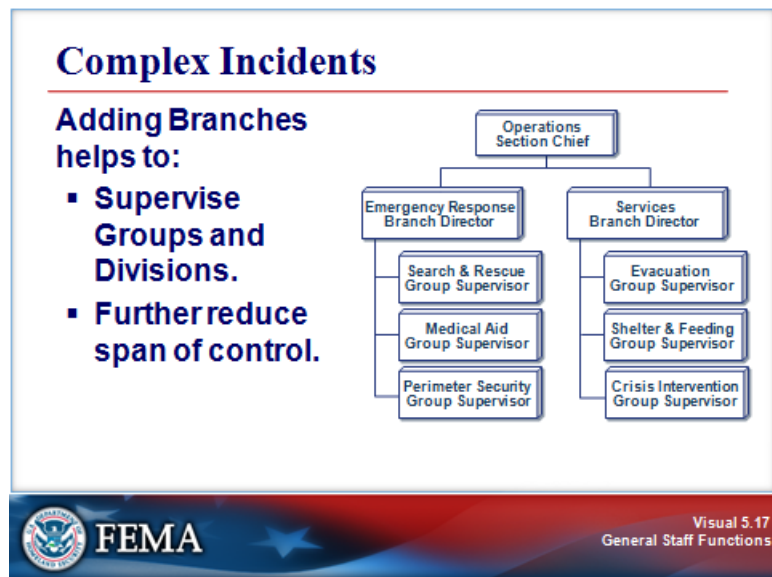 Complex Incidents
Adding Branches
helps to:
▪ Supervise
Groups and
Divisions.
▪ Further reduce
span of control.
Operations
Section Chief
Emergency Response
Branch Director
Search & Rescue
Group Supervisor
Medical Aid
Group Supervisor
Perimeter Security
Group Supervisor
Services
Branch Director
Evacuation
Group Supervisor
Shelter & Feeding
Group Supervisor
Crisis Intervention
Group Supervisor
FEMA
Visual 5.17
General Staff Functions